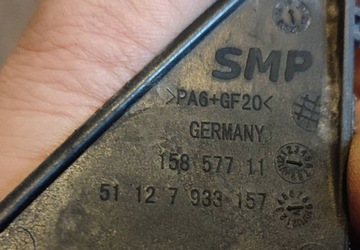 SMP
>PA6+GF20<
GERMANY
158 577 11
51 12 7 933 157